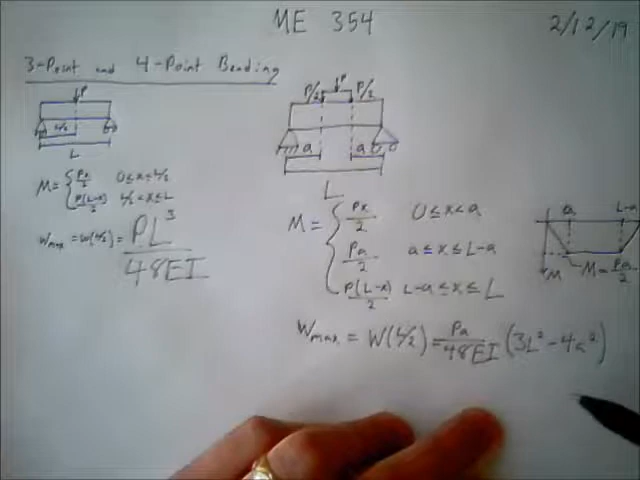 ME 354
2/12/19
3-Point and 4-Point Bending
P
L/2
L
M = { Px/2 0≤x≤L/2
P(L-x)/2 L/2<x≤L
Wmax = W(L/2) = PL³/48EI
P/2 P P/2
a a
L
M = { Px/2 0≤x<a
Pa/2 a≤x≤L-a
P(L-x)/2 L-a≤x≤L
a L-a
M
M = Pa/2
Wmax = W(L/2) = Pa/48EI (3L² - 4a²)